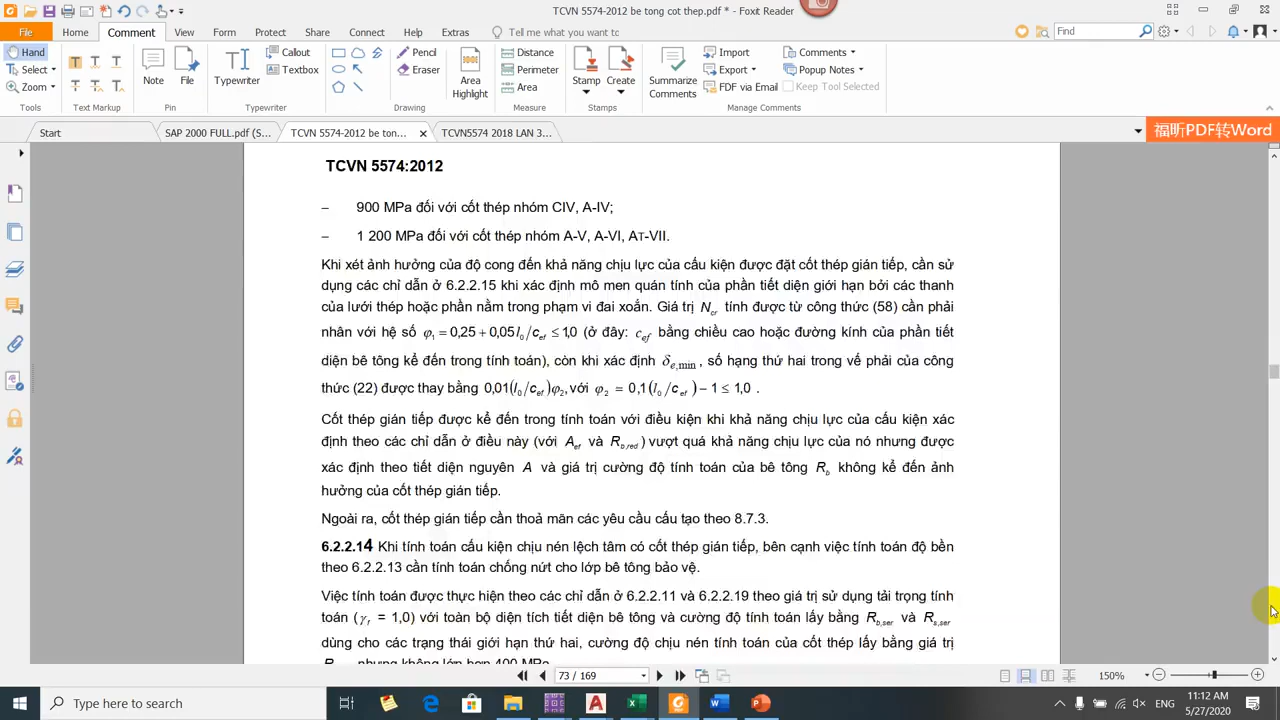 TCVN 5574-2012 be tong cot thep.pdf * - Foxit Reader
File Home Comment View Form Protect Share Connect Help Extras Tell me what you want to Find
Hand
Select
Zoom
Tools
Text Markup
Note
File
Pin
Typewriter
Callout
Textbox
Typewriter
Pencil
Eraser
Drawing
Area Highlight
Distance
Perimeter
Area
Measure
Stamp
Create
Stamps
Summarize Comments
Import
Export
FDF via Email
Comments
Popup Notes
Keep Tool Selected
Manage Comments
Start SAP 2000 FULL.pdf (S... TCVN 5574-2012 be tong... TCVN5574 2018 LAN 3... 福昕PDF转Word
TCVN 5574:2012
– 900 MPa đối với cốt thép nhóm CIV, A-IV;
– 1 200 MPa đối với cốt thép nhóm A-V, A-VI, AT-VII.
Khi xét ảnh hưởng của độ cong đến khả năng chịu lực của cấu kiện được đặt cốt thép gián tiếp, cần sử
dụng các chỉ dẫn ở 6.2.2.15 khi xác định mô men quán tính của phần tiết diện giới hạn bởi các thanh
của lưới thép hoặc phần nằm trong phạm vi đai xoắn. Giá trị N_cr tính được từ công thức (58) cần phải
nhân với hệ số φ₁ = 0,25 + 0,05 l₀/c_ef ≤ 1,0 (ở đây: c_ef bằng chiều cao hoặc đường kính của phần tiết
diện bê tông kể đến trong tính toán), còn khi xác định δ_e,min, số hạng thứ hai trong vế phải của công
thức (22) được thay bằng 0,01(l₀/c_ef)φ₂, với φ₂ = 0,1(l₀/c_ef) − 1 ≤ 1,0 .
Cốt thép gián tiếp được kể đến trong tính toán với điều kiện khi khả năng chịu lực của cấu kiện xác
định theo các chỉ dẫn ở điều này (với A_ef và R_b,red) vượt quá khả năng chịu lực của nó nhưng được
xác định theo tiết diện nguyên A và giá trị cường độ tính toán của bê tông R_b không kể đến ảnh
hưởng của cốt thép gián tiếp.
Ngoài ra, cốt thép gián tiếp cần thoả mãn các yêu cầu cấu tạo theo 8.7.3.
6.2.2.14 Khi tính toán cấu kiện chịu nén lệch tâm có cốt thép gián tiếp, bên cạnh việc tính toán độ bền
theo 6.2.2.13 cần tính toán chống nứt cho lớp bê tông bảo vệ.
Việc tính toán được thực hiện theo các chỉ dẫn ở 6.2.2.11 và 6.2.2.19 theo giá trị sử dụng tải trọng tính
toán (γ_f = 1,0) với toàn bộ diện tích tiết diện bê tông và cường độ tính toán lấy bằng R_b,ser và R_s,ser
dùng cho các trạng thái giới hạn thứ hai, cường độ chịu nén tính toán của cốt thép lấy bằng giá trị
nhưng không lớn hơn 400 MPa
73 / 169
150%
Type here to search
ENG
11:12 AM
5/27/2020